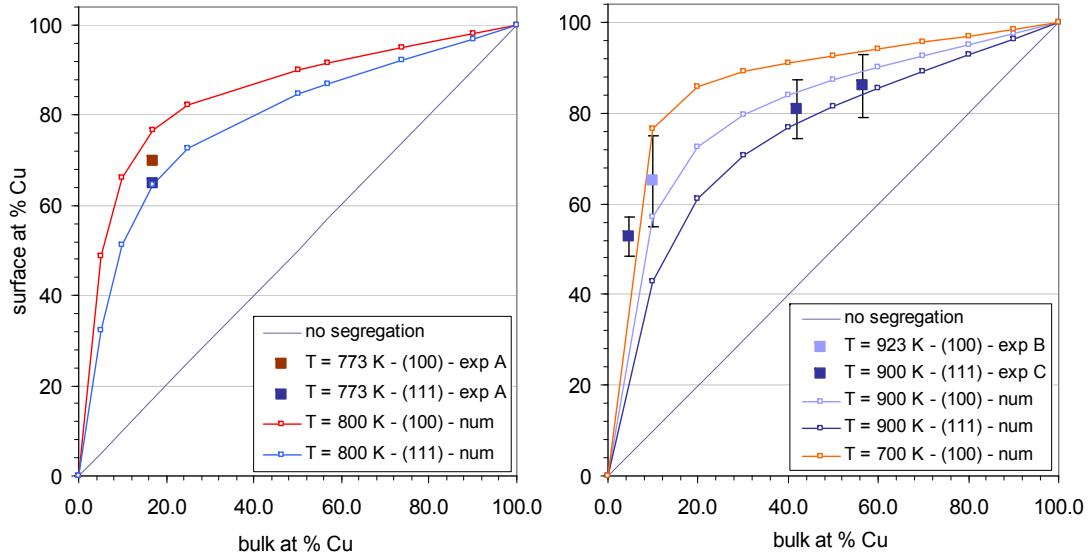 100
80
60
40
20
0
surface at % Cu
0.0
20.0
40.0
60.0
80.0
100.0
bulk at % Cu
no segregation
T = 773 K - (100) - exp A
T = 773 K - (111) - exp A
T = 800 K - (100) - num
T = 800 K - (111) - num
100
80
60
40
20
0
0.0
20.0
40.0
60.0
80.0
100.0
bulk at % Cu
no segregation
T = 923 K - (100) - exp B
T = 900 K - (111) - exp C
T = 900 K - (100) - num
T = 900 K - (111) - num
T = 700 K - (100) - num